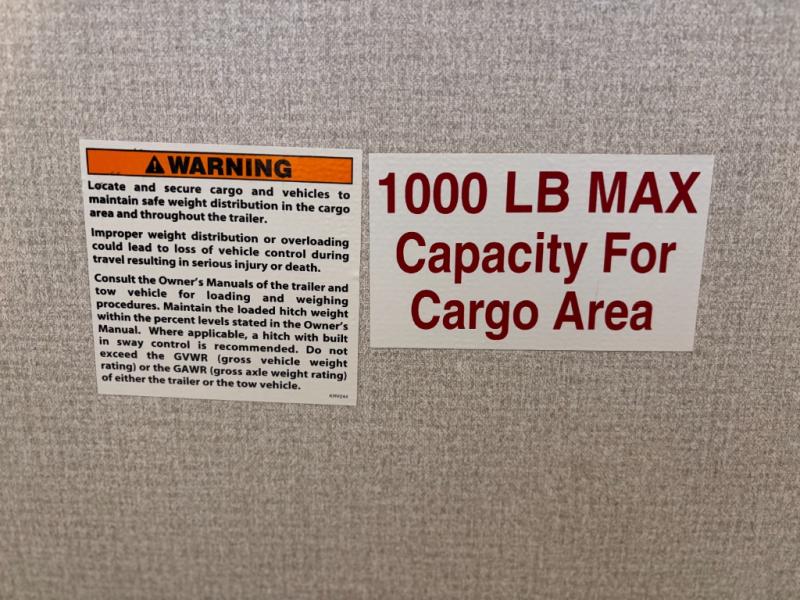 WARNING
Locate and secure cargo and vehicles to
maintain safe weight distribution in the cargo
area and throughout the trailer.
Improper weight distribution or overloading
could lead to loss of vehicle control during
travel resulting in serious injury or death.
Consult the Owner's Manuals of the trailer and
tow vehicle for loading and weighing
procedures. Maintain the loaded hitch weight
within the percent levels stated in the Owner's
Manual. Where applicable, a hitch with built
in sway control is recommended. Do not
exceed the GVWR (gross vehicle weight
rating) or the GAWR (gross axle weight rating)
of either the trailer or the tow vehicle.
1000 LB MAX
Capacity For
Cargo Area